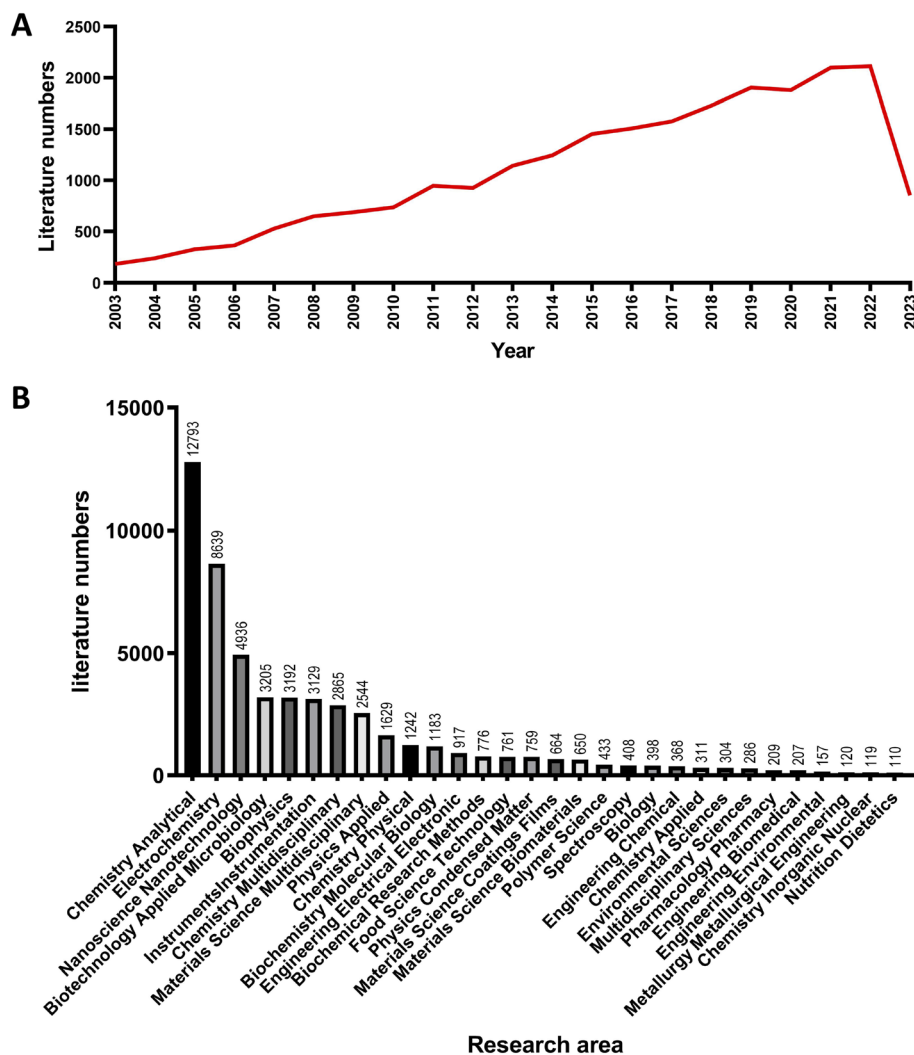 A
Literature numbers
2500
2000
1500
1000
500
0
2003
2004
2005
2006
2007
2008
2009
2010
2011
2012
2013
2014
2015
2016
2017
2018
2019
2020
2021
2022
2023
Year
B
literature numbers
15000
10000
5000
0
12793
8639
4936
3205
3192
3129
2865
2544
1629
1242
1183
917
776
761
759
664
650
433
408
398
368
311
304
286
209
207
157
120
119
110
Chemistry Analytical
Electrochemistry
Nanoscience Nanotechnology
Biotechnology Applied Microbiology
Biophysics
InstrumentsInstrumentation
Chemistry Multidisciplinary
Materials Science Multidisciplinary
Physics Applied
Chemistry Physical
Biochemistry Molecular Biology
Engineering Electrical Electronic
Biochemical Research Methods
Food Science Technology
Physics Condensed Matter
Materials Science Coatings Films
Materials Science Biomaterials
Polymer Science
Spectroscopy
Biology
Engineering Chemical
Chemistry Applied
Environmental Sciences
Multidisciplinary Sciences
Pharmacology Pharmacy
Engineering Biomedical
Engineering Environmental
Metallurgy Metallurgical Engineering
Chemistry Inorganic Nuclear
Nutrition Dietetics
Research area